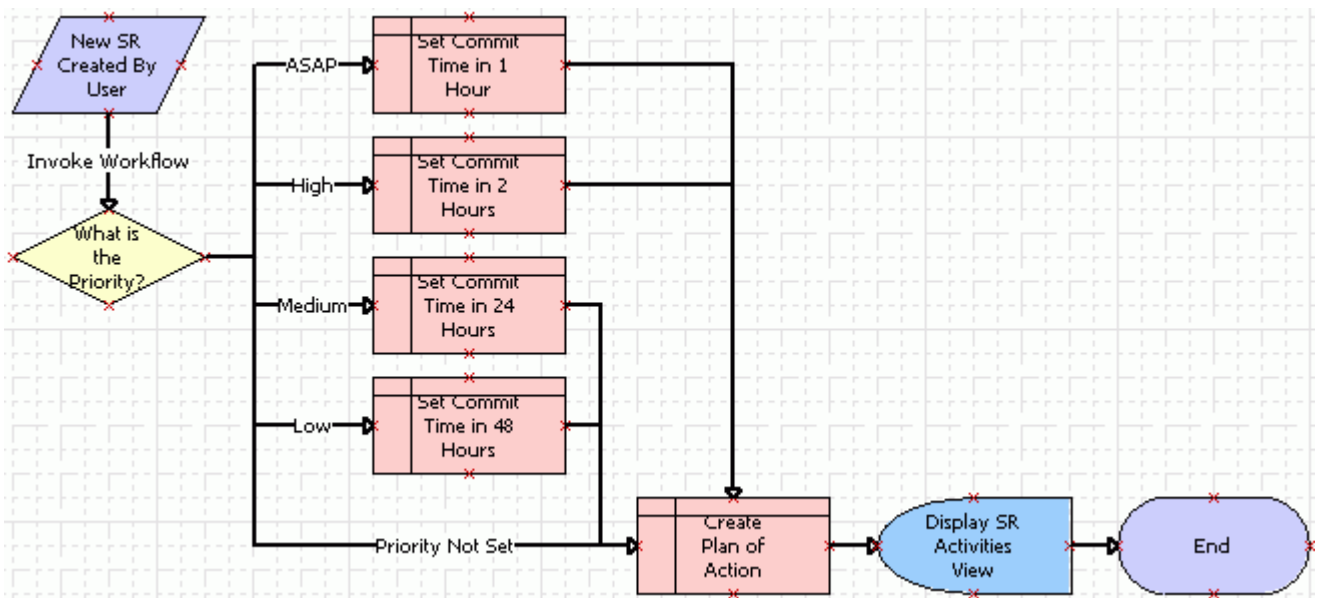 New SR
Created By
User
Invoke Workflow
What is
the
Priority?
ASAP
Set Commit
Time in 1
Hour
High
Set Commit
Time in 2
Hours
Medium
Set Commit
Time in 24
Hours
Low
Set Commit
Time in 48
Hours
Priority Not Set
Create
Plan of
Action
Display SR
Activities
View
End